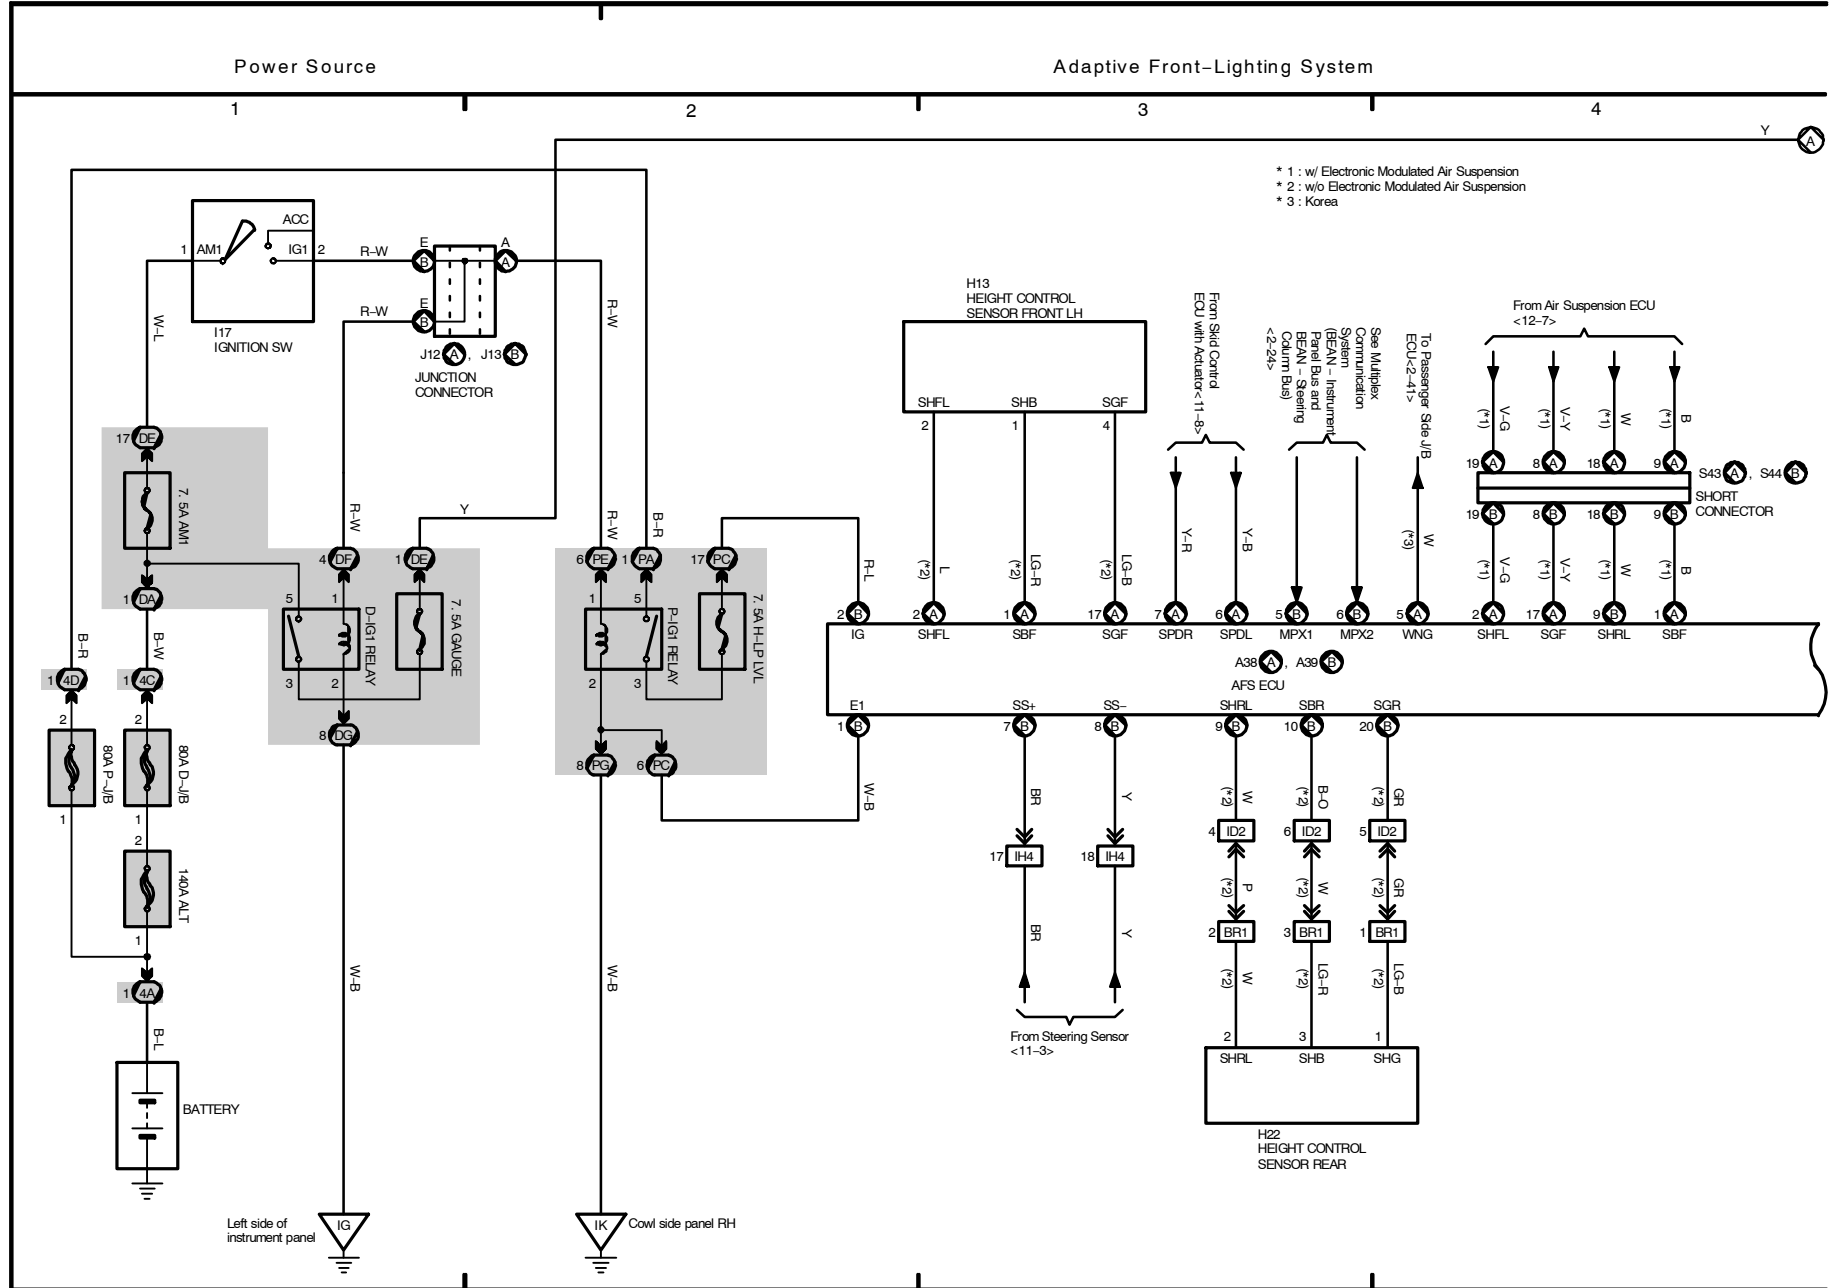 Power Source
Adaptive Front–Lighting System
1
2
3
4
Y
A
* 1 : w/ Electronic Modulated Air Suspension
* 2 : w/o Electronic Modulated Air Suspension
* 3 : Korea
ACC
1
AM1
IG1
2
I17
IGNITION SW
R–W
E
B
A
A
R–W
E
B
J12 A , J13 B
JUNCTION
CONNECTOR
W–L
R–W
R–W
R–W
B–R
Y
17 DE
7. 5A AM1
1 DA
4 DF
1 DE
5
1
D–IG1 RELAY
3
2
7. 5A GAUGE
8 DG
6 PE
1 PA
17 PC
1
5
P–IG1 RELAY
2
3
7. 5A H–LP LVL
8 PG
6 PC
B–R
B–W
1 4D
1 4C
2
2
80A P–J/B
80A D–J/B
1
1
2
140A ALT
1
1 4A
B–L
BATTERY
W–B
W–B
W–B
Left side of
instrument panel
IG
IK
Cowl side panel RH
H13
HEIGHT CONTROL
SENSOR FRONT LH
SHFL
SHB
SGF
2
1
4
From Skid Control
ECU with Actuator<11–8>
See Multiplex
Communication
System
(BEAN – Instrument
Panel Bus and
BEAN – Steering
Column Bus)
<2–24>
To Passenger Side J/B
ECU<2–41>
From Air Suspension ECU
<12–7>
V–G
(*1)
V–Y
(*1)
W
(*1)
B
(*1)
19 A
8 A
18 A
9 A
S43 A , S44 B
SHORT
CONNECTOR
19 B
8 B
18 B
9 B
R–L
L
(*2)
LG–R
(*2)
LG–B
(*2)
Y–R
Y–B
W
(*3)
V–G
(*1)
V–Y
(*1)
W
(*1)
B
(*1)
2 B
2 A
1 A
17 A
7 A
6 A
5 B
6 B
5 A
2 A
17 A
9 B
1 A
IG
SHFL
SBF
SGF
SPDR
SPDL
MPX1
MPX2
WNG
SHFL
SGF
SHRL
SBF
A38 A , A39 B
AFS ECU
E1
SS+
SS–
SHRL
SBR
SGR
1 B
7 B
8 B
9 B
10 B
20 B
BR
Y
W
(*2)
B–O
(*2)
GR
(*2)
17 IH4
18 IH4
4 ID2
6 ID2
5 ID2
P
(*2)
W
(*2)
GR
(*2)
2 BR1
3 BR1
1 BR1
BR
Y
W
(*2)
LG–R
(*2)
LG–B
(*2)
From Steering Sensor
<11–3>
2
3
1
SHRL
SHB
SHG
H22
HEIGHT CONTROL
SENSOR REAR